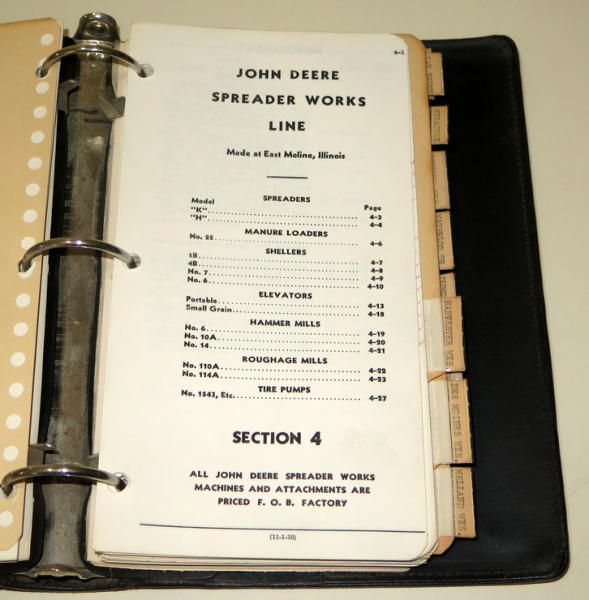 4-1
JOHN DEERE
SPREADER WORKS
LINE
Made at East Moline, Illinois
SPREADERS
Model Page
"K" 4-3
"H" 4-4
MANURE LOADERS
No. 25 4-6
SHELLERS
1B 4-7
4B 4-8
No. 7 4-9
No. 6 4-10
ELEVATORS
Portable 4-13
Small Grain 4-18
HAMMER MILLS
No. 6 4-19
No. 10A 4-20
No. 14 4-21
ROUGHAGE MILLS
No. 110A 4-22
No. 114A 4-23
TIRE PUMPS
No. 1543, Etc. 4-27
SECTION 4
ALL JOHN DEERE SPREADER WORKS
MACHINES AND ATTACHMENTS ARE
PRICED F. O. B. FACTORY
(11-1-50)
HARVESTER WKS.
DES MOINES WKS.
WELLAND WKS.